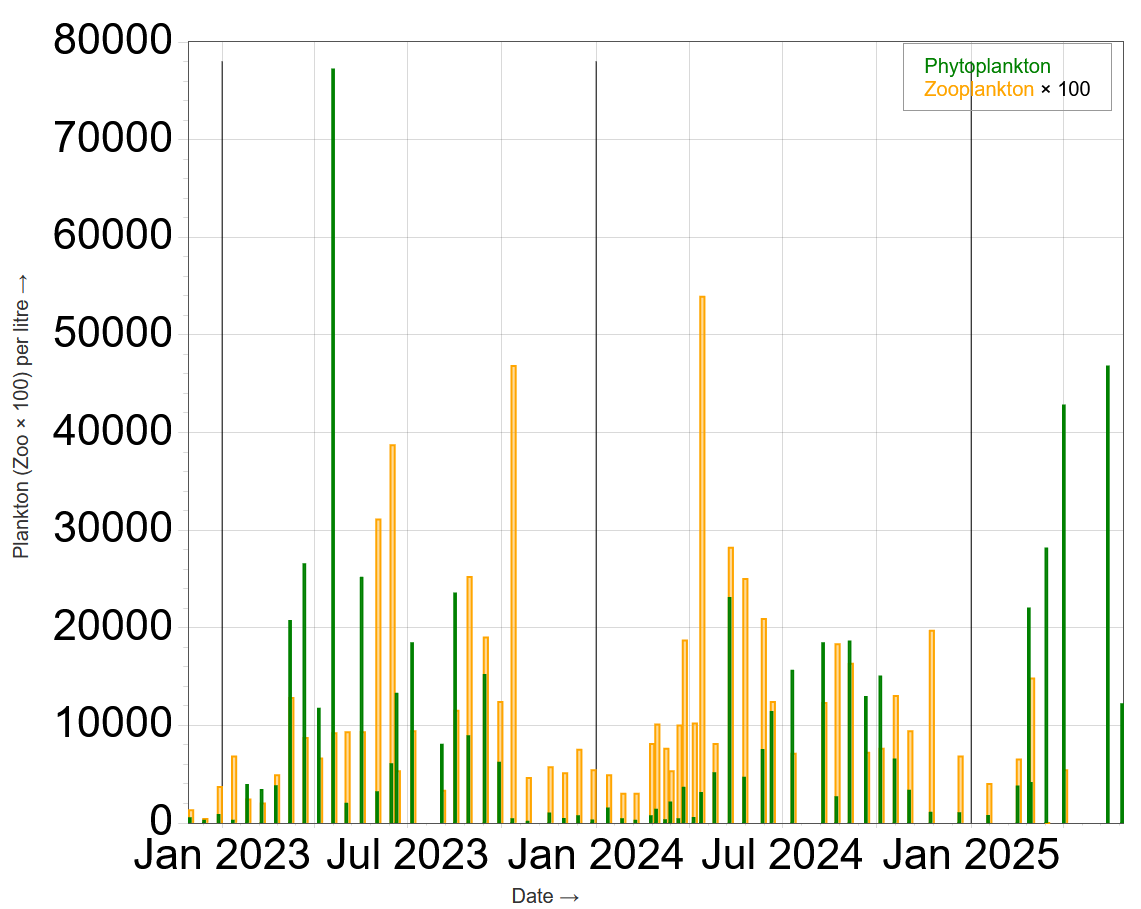 80000
70000
60000
50000
40000
30000
20000
10000
0
Plankton (Zoo × 100) per litre →
Phytoplankton
Zooplankton × 100
Jan 2023 Jul 2023 Jan 2024 Jul 2024 Jan 2025
Date →